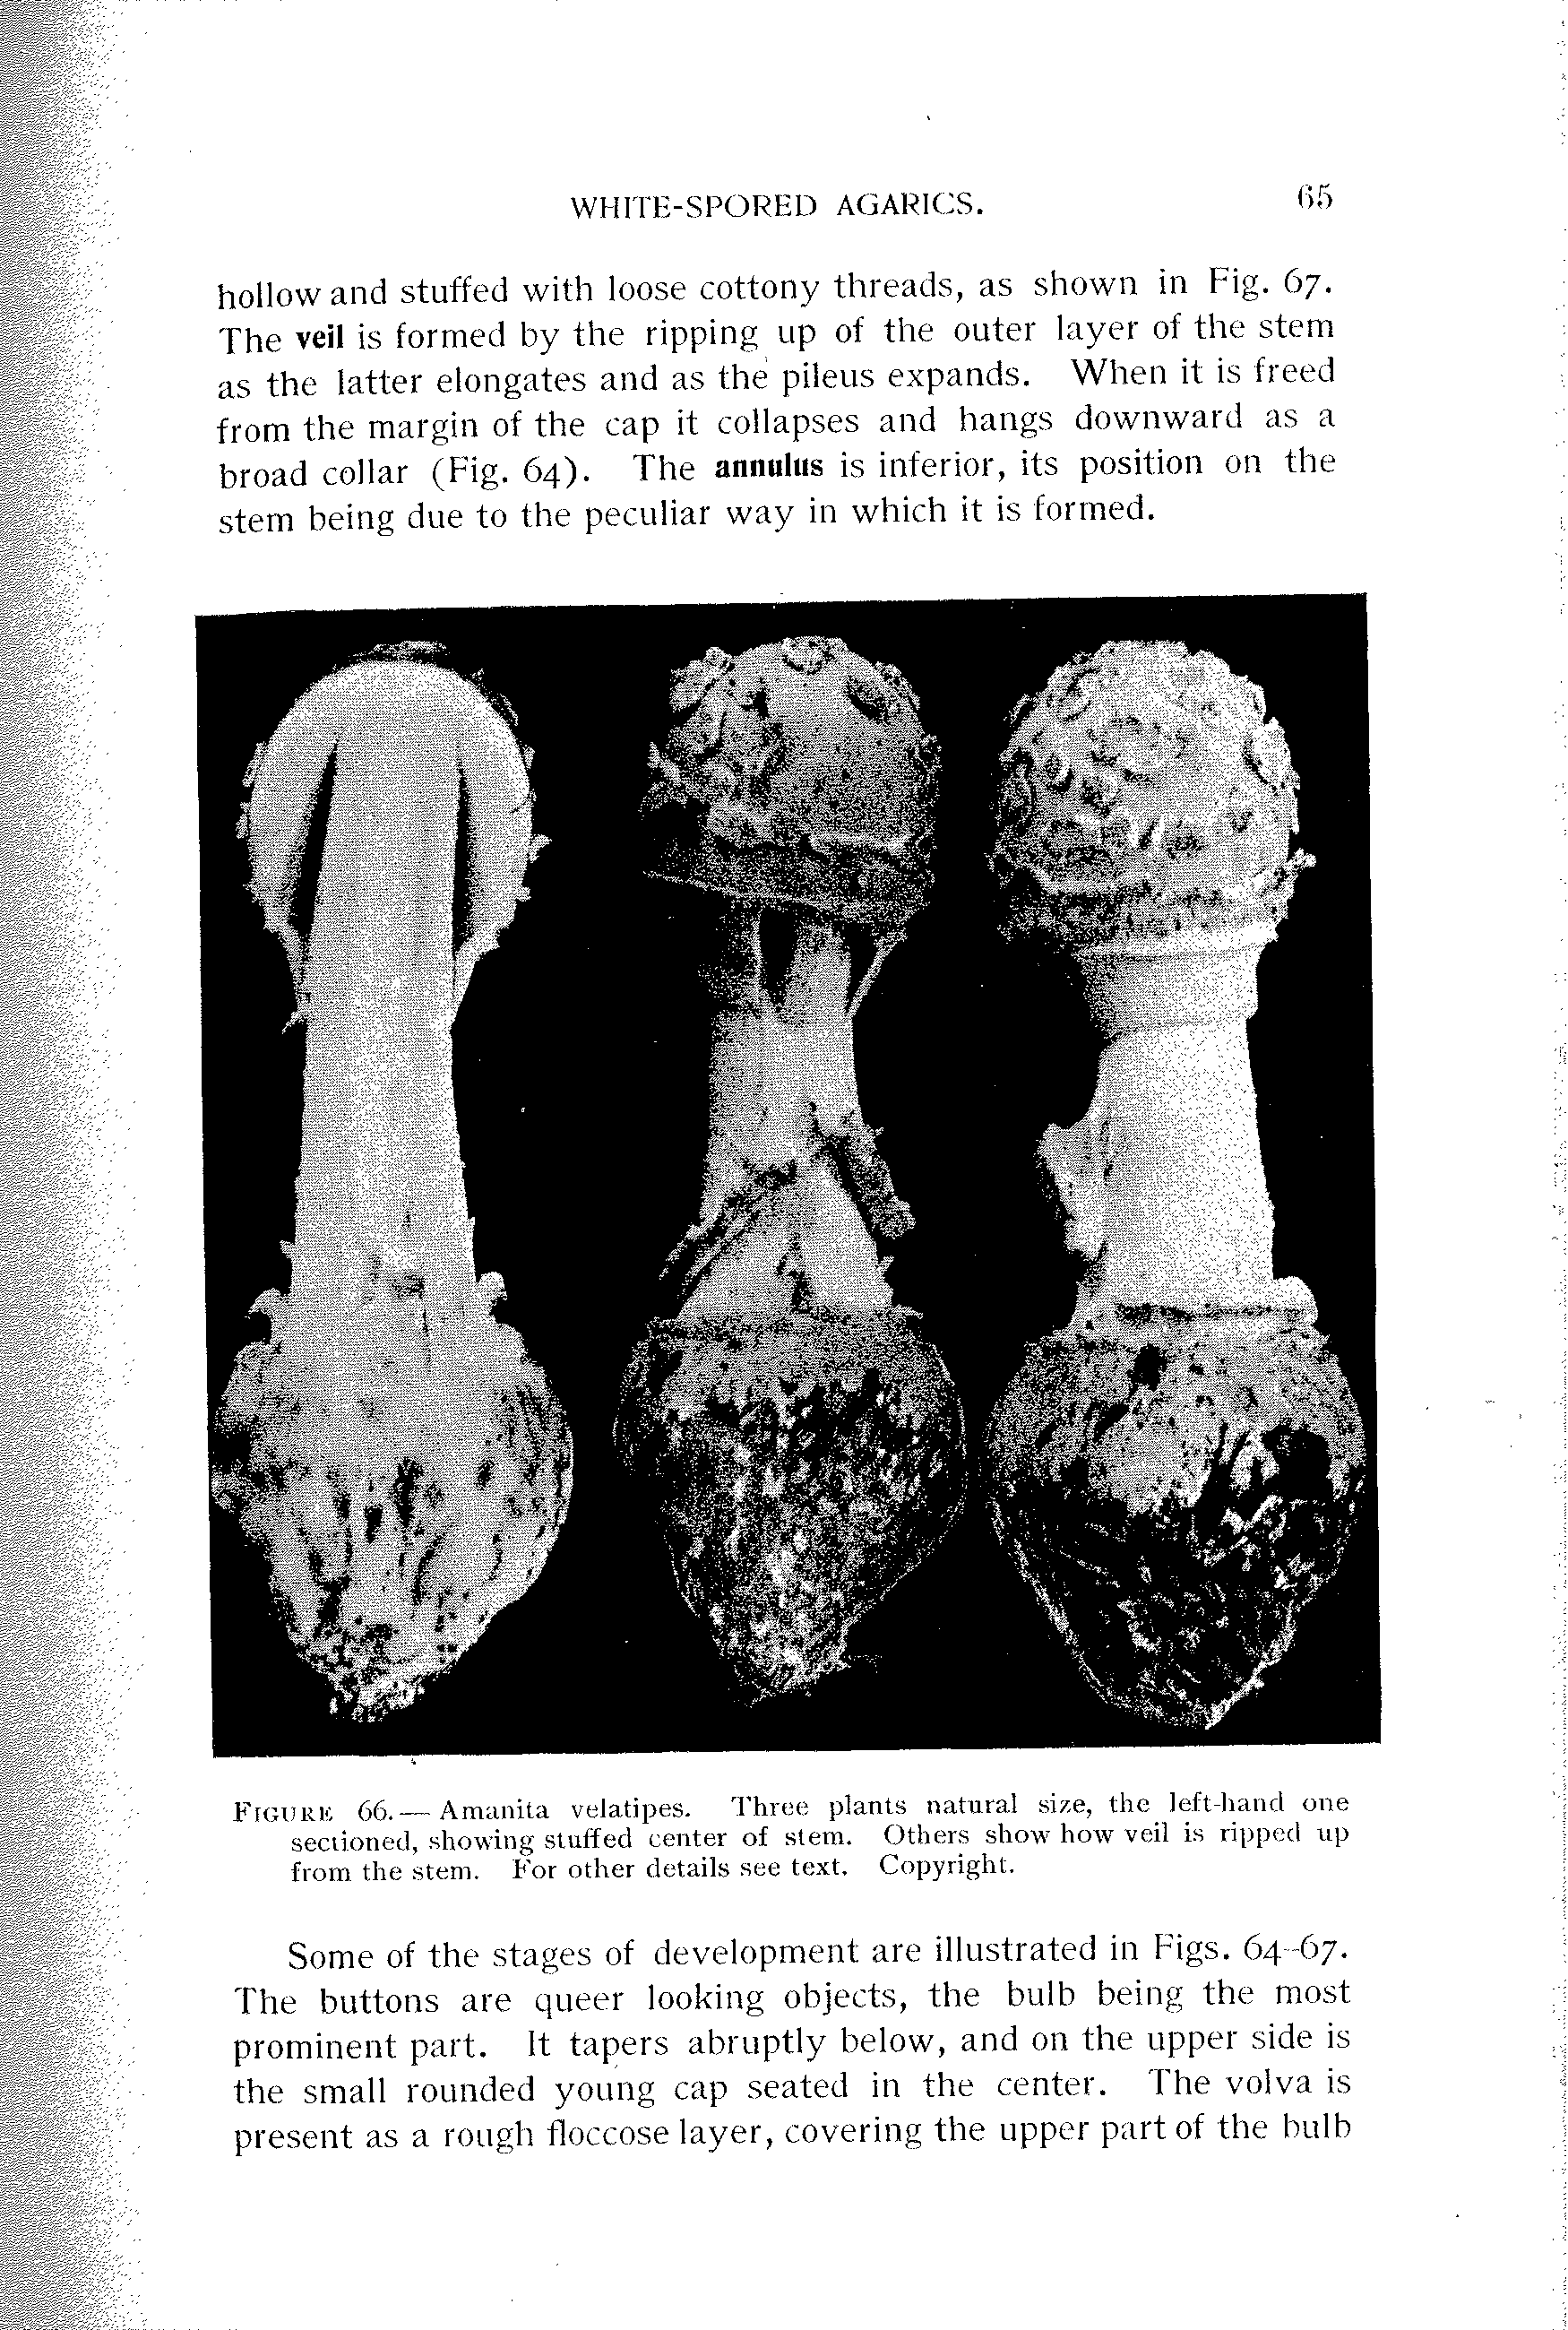 WHITE-SPORED AGARICS. 65
hollow and stuffed with loose cottony threads, as shown in Fig. 67.
The veil is formed by the ripping up of the outer layer of the stem
as the latter elongates and as the pileus expands. When it is freed
from the margin of the cap it collapses and hangs downward as a
broad collar (Fig. 64). The annulus is inferior, its position on the
stem being due to the peculiar way in which it is formed.
FIGURE 66.— Amanita velatipes. Three plants natural size, the left-hand one
sectioned, showing stuffed center of stem. Others show how veil is ripped up
from the stem. For other details see text. Copyright.
Some of the stages of development are illustrated in Figs. 64-67.
The buttons are queer looking objects, the bulb being the most
prominent part. It tapers abruptly below, and on the upper side is
the small rounded young cap seated in the center. The volva is
present as a rough floccose layer, covering the upper part of the bulb